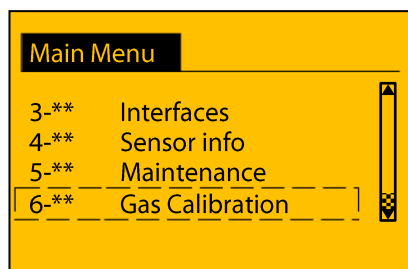 Main Menu
3-** Interfaces
4-** Sensor info
5-** Maintenance
6-** Gas Calibration